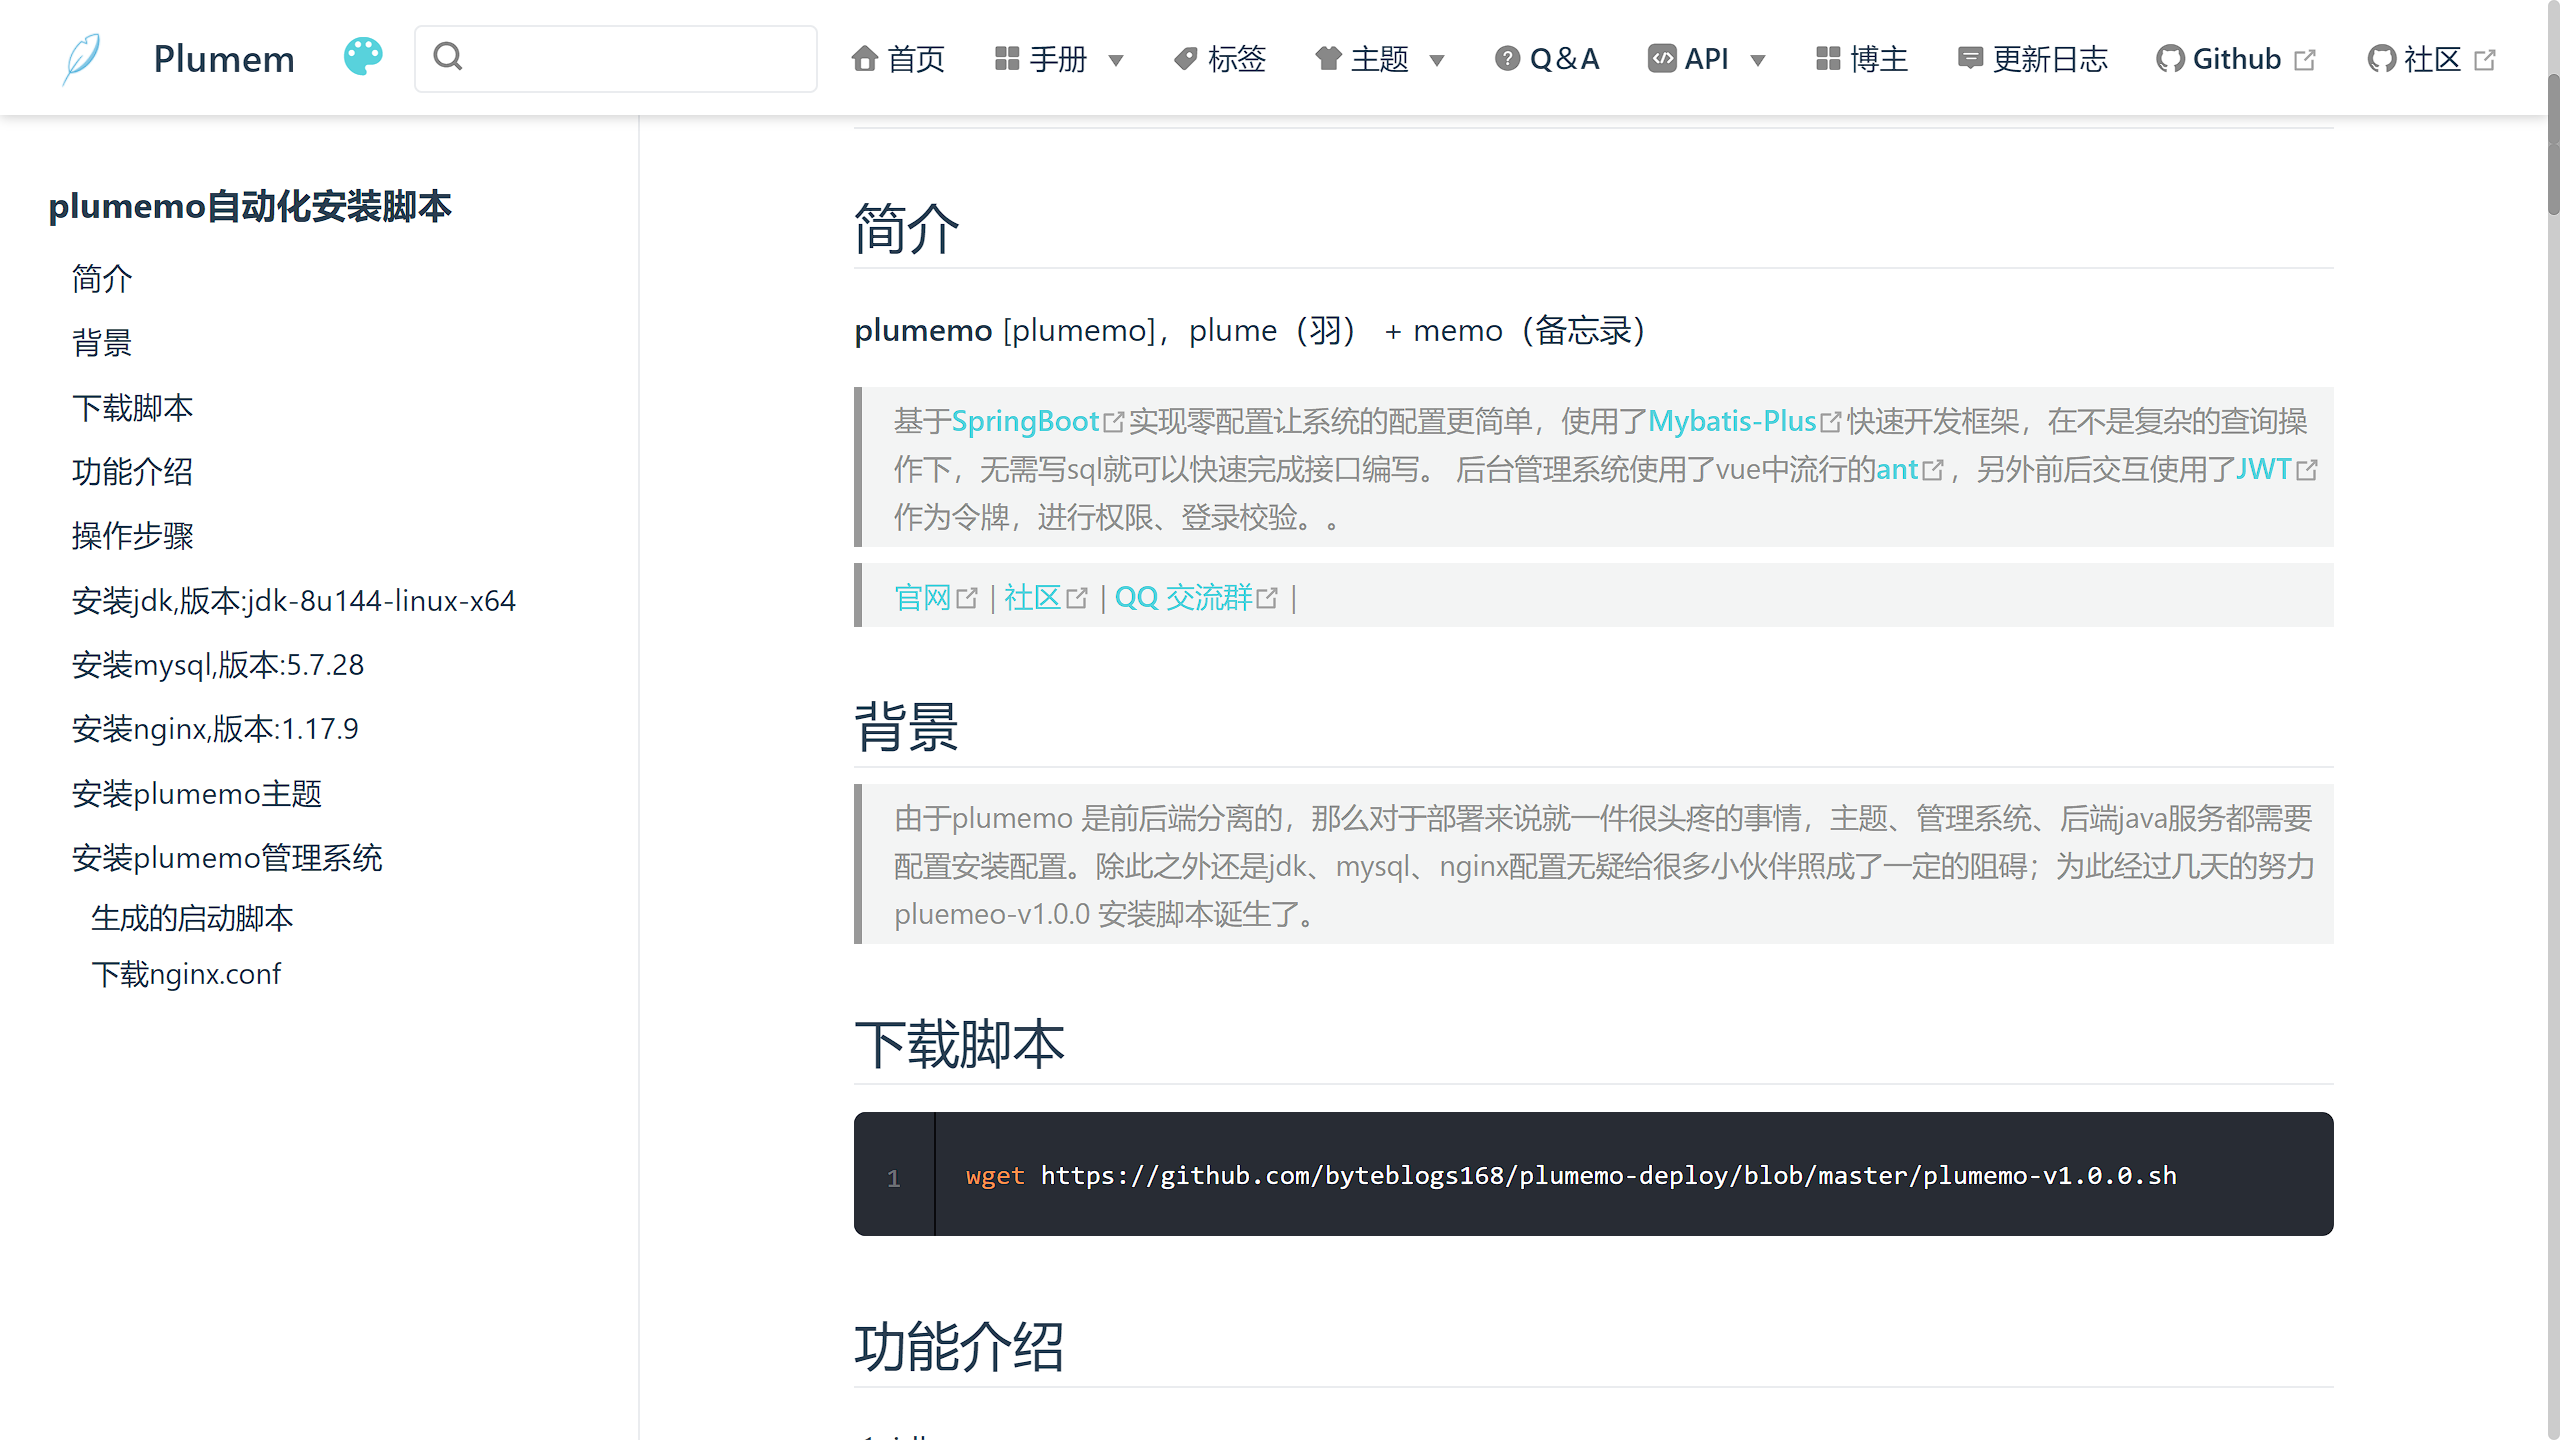 Plumem
首页 手册 标签 主题 Q&A API 博主 更新日志 Github 社区
plumemo自动化安装脚本
简介
背景
下载脚本
功能介绍
操作步骤
安装jdk,版本:jdk-8u144-linux-x64
安装mysql,版本:5.7.28
安装nginx,版本:1.17.9
安装plumemo主题
安装plumemo管理系统
生成的启动脚本
下载nginx.conf
简介
plumemo [plumemo]，plume（羽） + memo（备忘录）
基于SpringBoot实现零配置让系统的配置更简单，使用了Mybatis-Plus快速开发框架，在不是复杂的查询操
作下，无需写sql就可以快速完成接口编写。 后台管理系统使用了vue中流行的ant，另外前后交互使用了JWT
作为令牌，进行权限、登录校验。。
官网 | 社区 | QQ 交流群 |
背景
由于plumemo 是前后端分离的，那么对于部署来说就一件很头疼的事情，主题、管理系统、后端java服务都需要
配置安装配置。除此之外还是jdk、mysql、nginx配置无疑给很多小伙伴照成了一定的阻碍；为此经过几天的努力
pluemeo-v1.0.0 安装脚本诞生了。
下载脚本
1 wget https://github.com/byteblogs168/plumemo-deploy/blob/master/plumemo-v1.0.0.sh
功能介绍